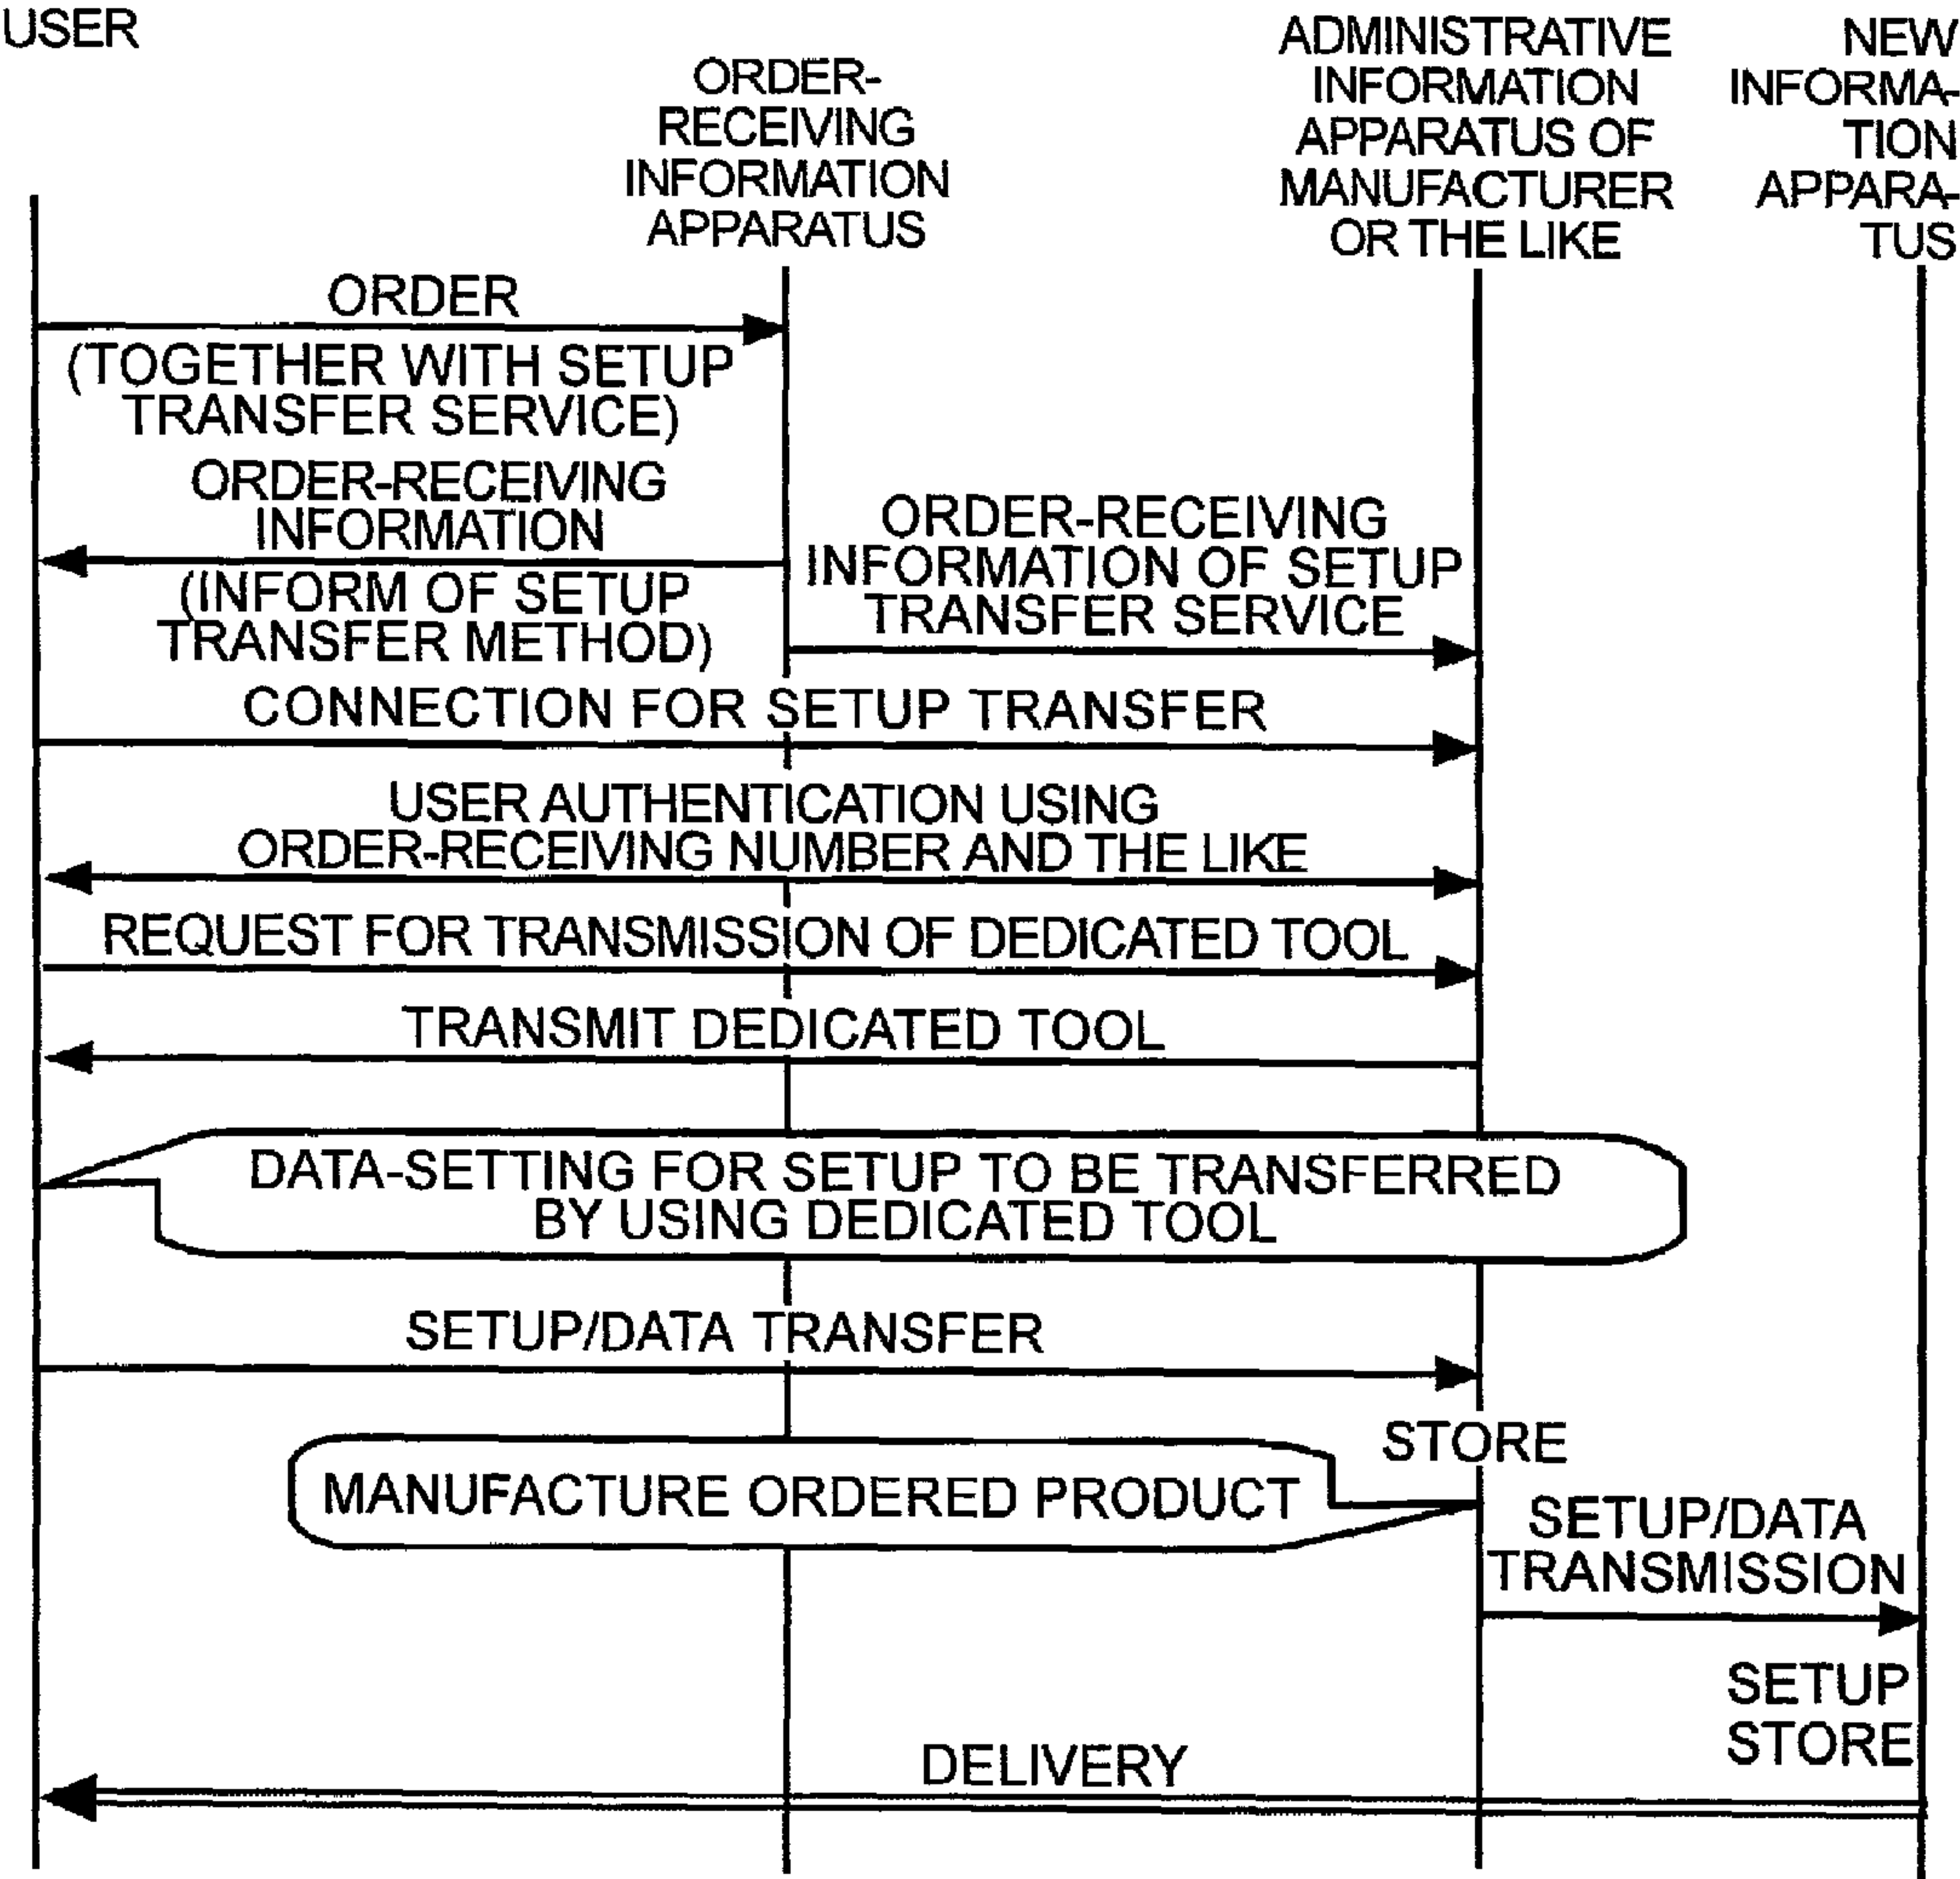 USER
ORDER-
RECEIVING
INFORMATION
APPARATUS
ADMINISTRATIVE
INFORMATION
APPARATUS OF
MANUFACTURER
OR THE LIKE
NEW
INFORMA-
TION
APPARA-
TUS
ORDER
(TOGETHER WITH SETUP
TRANSFER SERVICE)
ORDER-RECEIVING
INFORMATION
(INFORM OF SETUP
TRANSFER METHOD)
ORDER-RECEIVING
INFORMATION OF SETUP
TRANSFER SERVICE
CONNECTION FOR SETUP TRANSFER
USER AUTHENTICATION USING
ORDER-RECEIVING NUMBER AND THE LIKE
REQUEST FOR TRANSMISSION OF DEDICATED TOOL
TRANSMIT DEDICATED TOOL
DATA-SETTING FOR SETUP TO BE TRANSFERRED
BY USING DEDICATED TOOL
SETUP/DATA TRANSFER
STORE
MANUFACTURE ORDERED PRODUCT
SETUP/DATA
TRANSMISSION
SETUP
STORE
DELIVERY